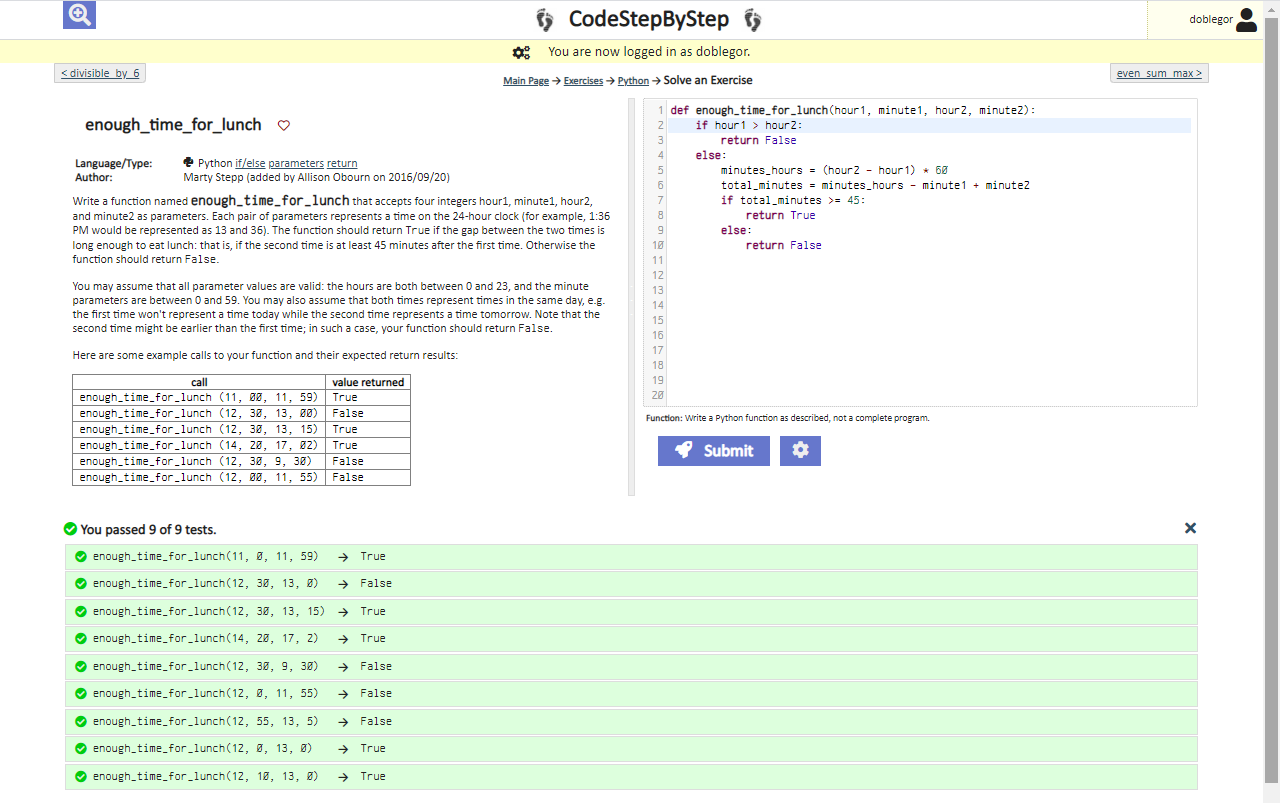 CodeStepByStep
doblegor
You are now logged in as doblegor.
< divisible_by_6
Main Page → Exercises → Python → Solve an Exercise
even_sum_max >
enough_time_for_lunch
Language/Type: Python if/else parameters return
Author: Marty Stepp (added by Allison Obourn on 2016/09/20)
Write a function named enough_time_for_lunch that accepts four integers hour1, minute1, hour2,
and minute2 as parameters. Each pair of parameters represents a time on the 24-hour clock (for example, 1:36
PM would be represented as 13 and 36). The function should return True if the gap between the two times is
long enough to eat lunch: that is, if the second time is at least 45 minutes after the first time. Otherwise the
function should return False.
You may assume that all parameter values are valid: the hours are both between 0 and 23, and the minute
parameters are between 0 and 59. You may also assume that both times represent times in the same day, e.g.
the first time won't represent a time today while the second time represents a time tomorrow. Note that the
second time might be earlier than the first time; in such a case, your function should return False.
Here are some example calls to your function and their expected return results:
call value returned
enough_time_for_lunch (11, 00, 11, 59) True
enough_time_for_lunch (12, 30, 13, 00) False
enough_time_for_lunch (12, 30, 13, 15) True
enough_time_for_lunch (14, 20, 17, 02) True
enough_time_for_lunch (12, 30, 9, 30) False
enough_time_for_lunch (12, 00, 11, 55) False
1 def enough_time_for_lunch(hour1, minute1, hour2, minute2):
2 if hour1 > hour2:
3 return False
4 else:
5 minutes_hours = (hour2 - hour1) * 60
6 total_minutes = minutes_hours - minute1 + minute2
7 if total_minutes >= 45:
8 return True
9 else:
10 return False
11
12
13
14
15
16
17
18
19
20
Function: Write a Python function as described, not a complete program.
Submit
You passed 9 of 9 tests.
enough_time_for_lunch(11, 0, 11, 59) → True
enough_time_for_lunch(12, 30, 13, 0) → False
enough_time_for_lunch(12, 30, 13, 15) → True
enough_time_for_lunch(14, 20, 17, 2) → True
enough_time_for_lunch(12, 30, 9, 30) → False
enough_time_for_lunch(12, 0, 11, 55) → False
enough_time_for_lunch(12, 55, 13, 5) → False
enough_time_for_lunch(12, 0, 13, 0) → True
enough_time_for_lunch(12, 10, 13, 0) → True